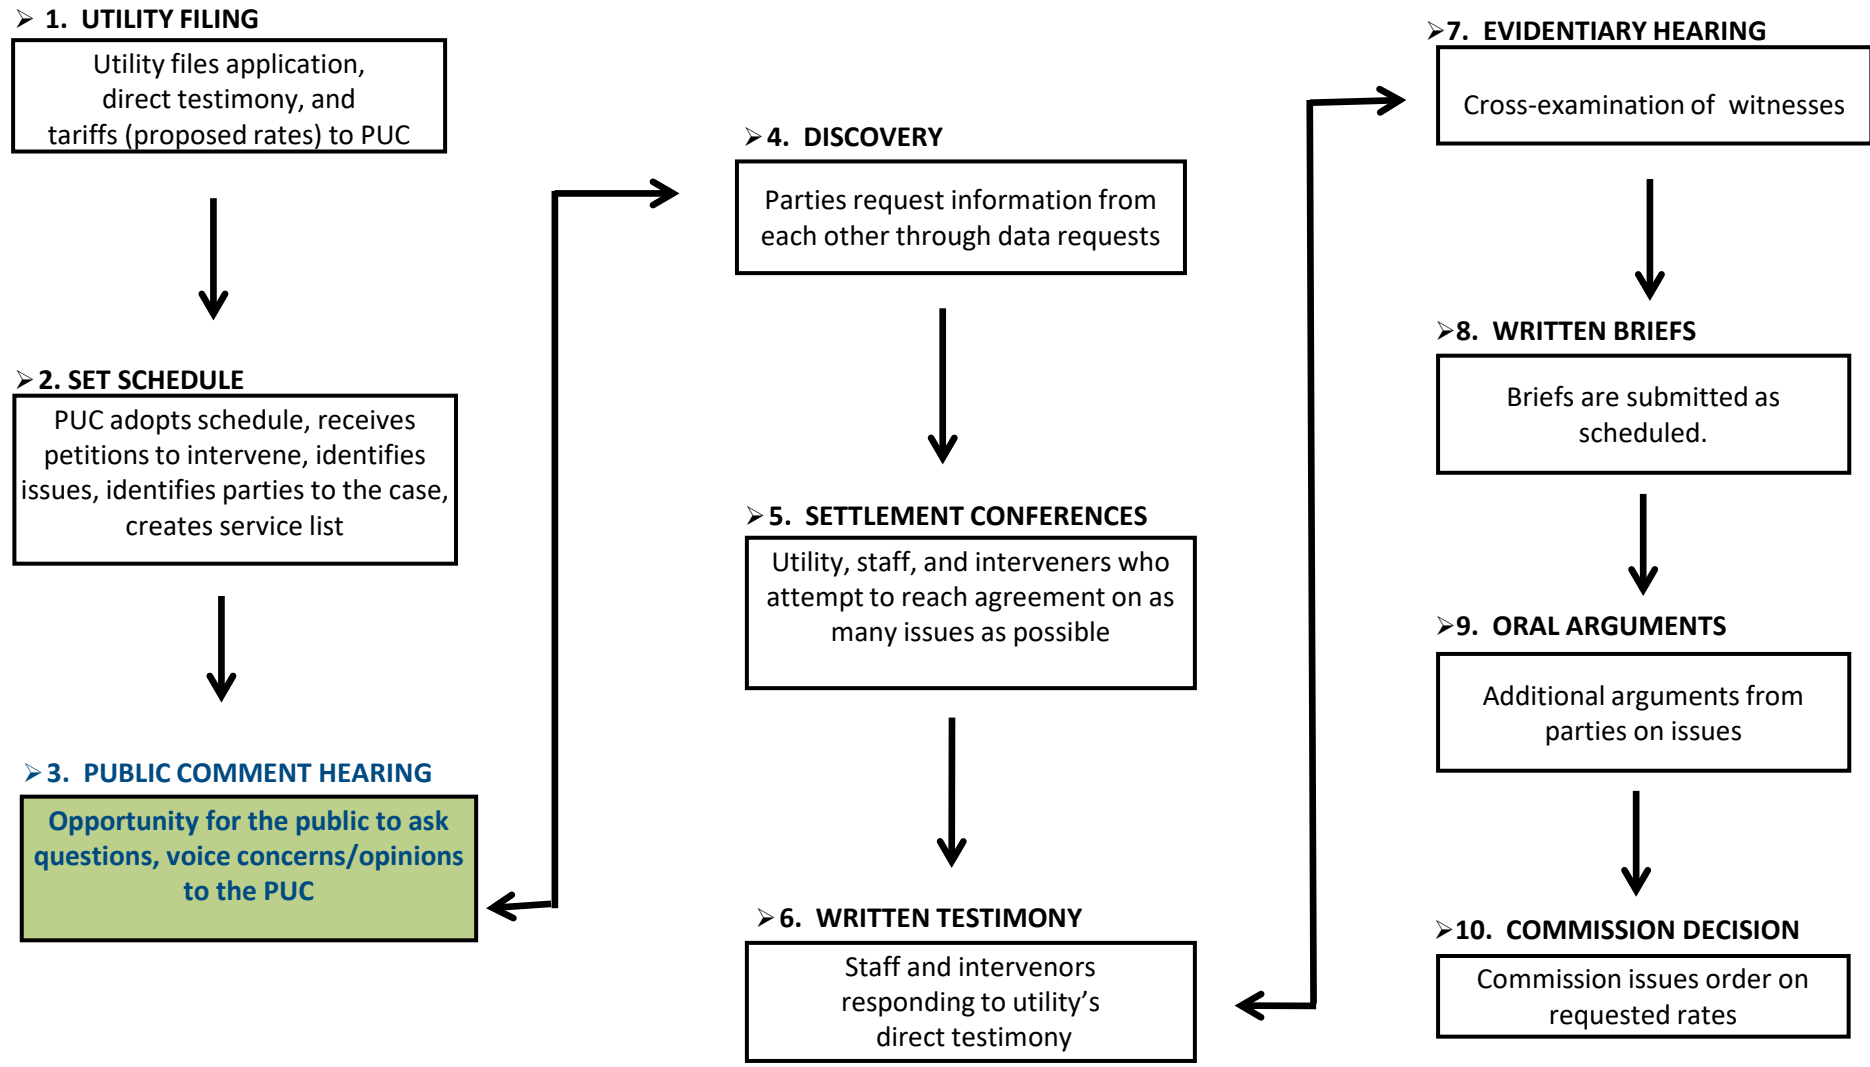 ➢ 1. UTILITY FILING
Utility files application,
direct testimony, and
tariffs (proposed rates) to PUC
➢ 2. SET SCHEDULE
PUC adopts schedule, receives
petitions to intervene, identifies
issues, identifies parties to the case,
creates service list
➢ 3. PUBLIC COMMENT HEARING
Opportunity for the public to ask
questions, voice concerns/opinions
to the PUC
➢ 4. DISCOVERY
Parties request information from
each other through data requests
➢ 5. SETTLEMENT CONFERENCES
Utility, staff, and interveners who
attempt to reach agreement on as
many issues as possible
➢ 6. WRITTEN TESTIMONY
Staff and intervenors
responding to utility’s
direct testimony
➢7. EVIDENTIARY HEARING
Cross-examination of witnesses
➢8. WRITTEN BRIEFS
Briefs are submitted as
scheduled.
➢9. ORAL ARGUMENTS
Additional arguments from
parties on issues
➢10. COMMISSION DECISION
Commission issues order on
requested rates